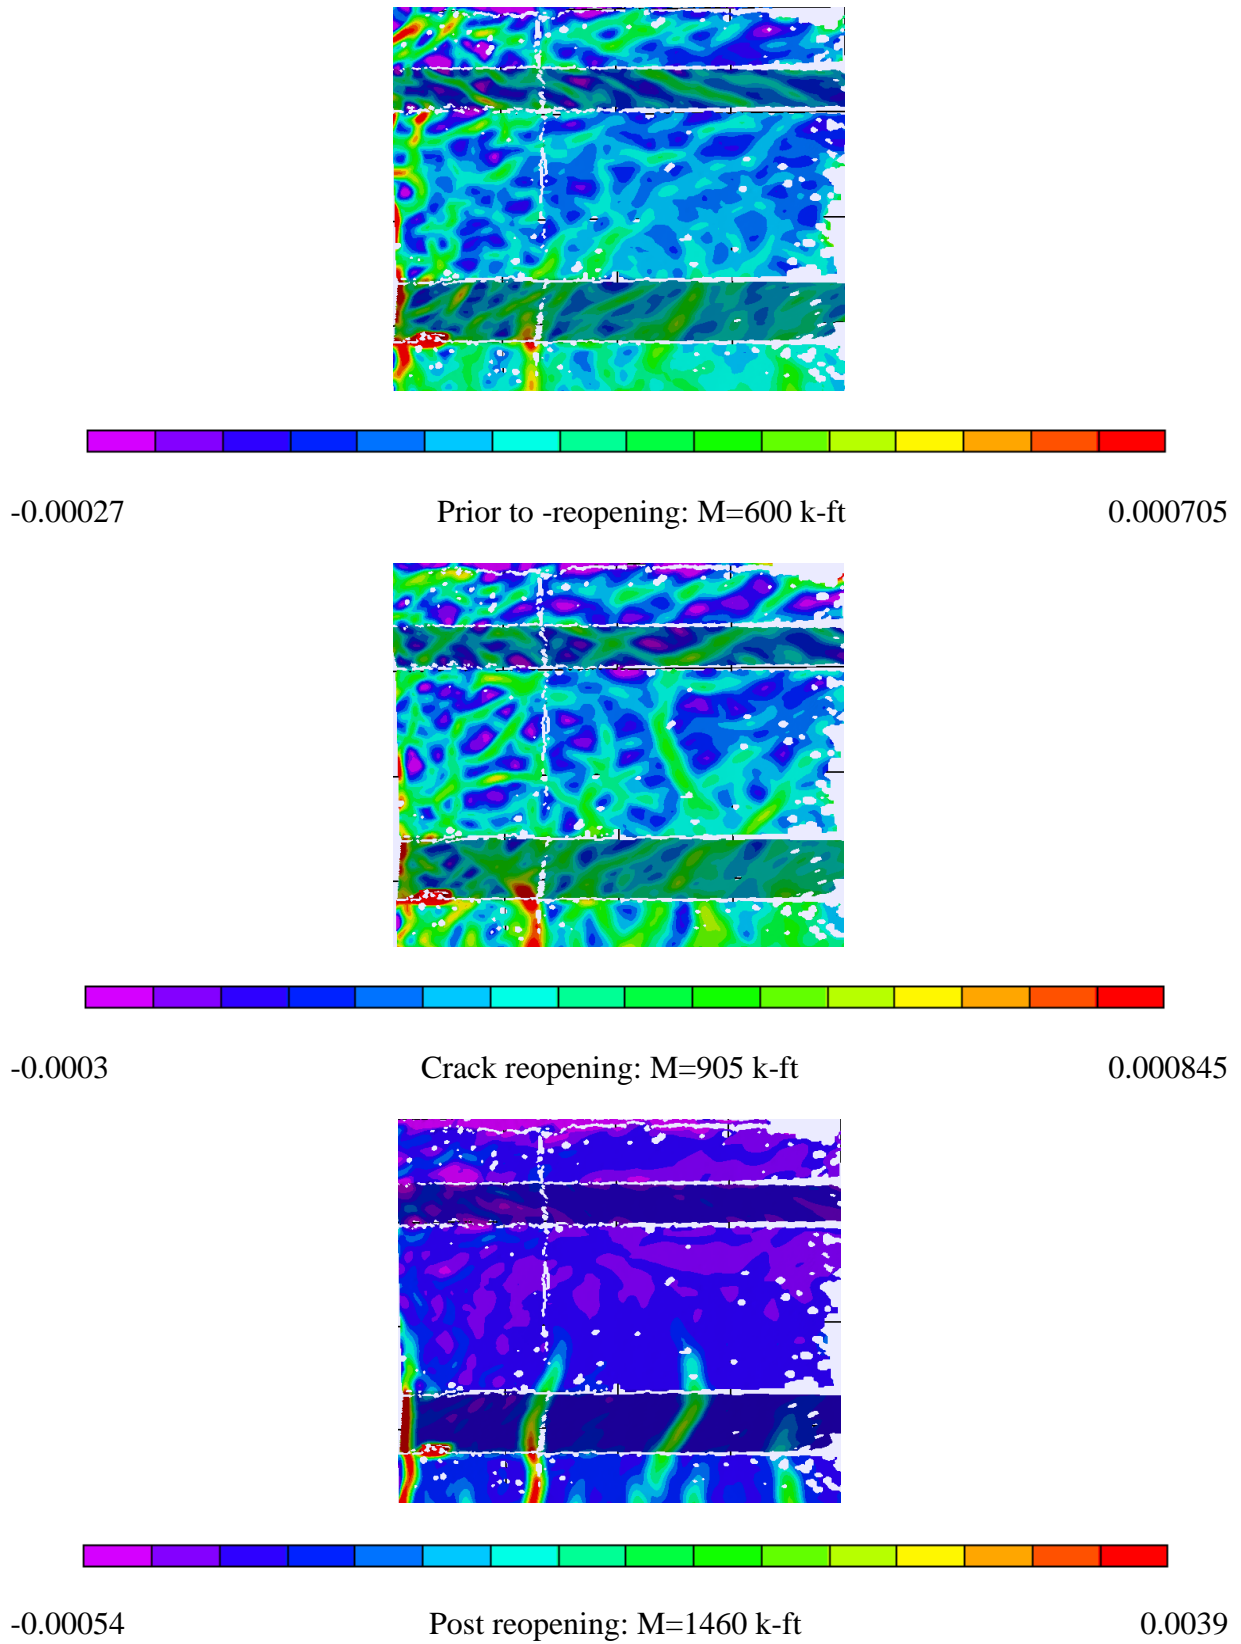 -0.00027 Prior to -reopening: M=600 k-ft 0.000705
-0.0003 Crack reopening: M=905 k-ft 0.000845
-0.00054 Post reopening: M=1460 k-ft 0.0039